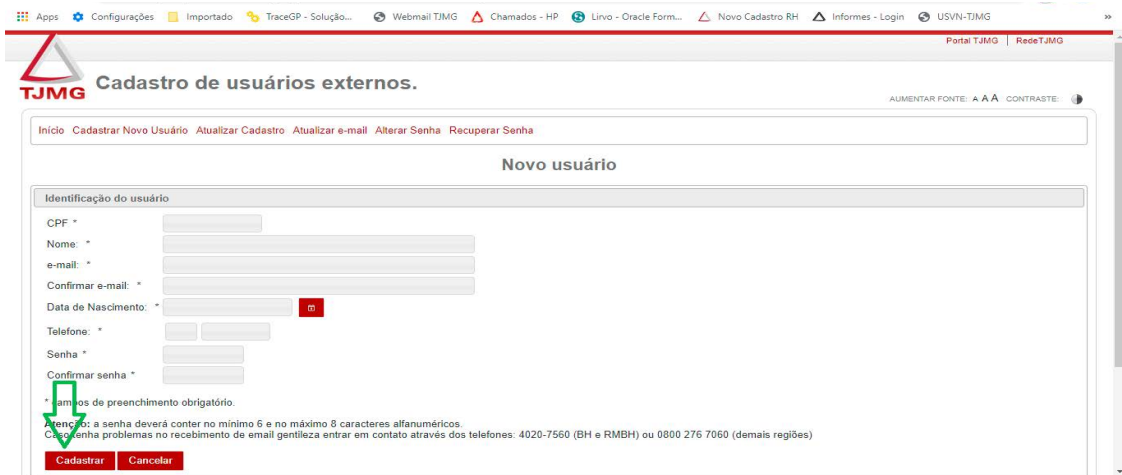 Apps Configurações Importado TraceGP - Solução... Webmail TJMG Chamados - HP Lirvo - Oracle Form... Novo Cadastro RH Informes - Login USVN-TJMG »
Portal TJMG RedeTJMG
TJMG Cadastro de usuários externos.
AUMENTAR FONTE: A A A CONTRASTE:
Início Cadastrar Novo Usuário Atualizar Cadastro Atualizar e-mail Alterar Senha Recuperar Senha
Novo usuário
Identificação do usuário
CPF *
Nome: *
e-mail: *
Confirmar e-mail: *
Data de Nascimento: *
Telefone: *
Senha *
Confirmar senha *
* campos de preenchimento obrigatório.
Atenção: a senha deverá conter no mínimo 6 e no máximo 8 caracteres alfanuméricos.
Caso tenha problemas no recebimento de email gentileza entrar em contato através dos telefones: 4020-7560 (BH e RMBH) ou 0800 276 7060 (demais regiões)
Cadastrar Cancelar